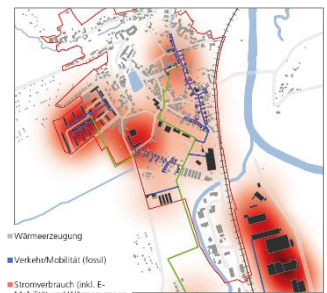 Wärmeerzeugung
Verkehr/Mobilität (fossil)
Stromverbrauch (inkl. E-